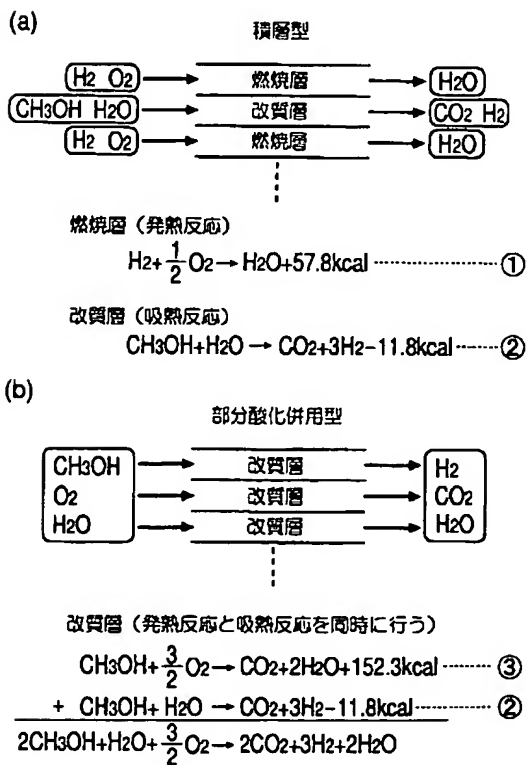 (a)
積層型
H2 O2 燃焼層 H2O
CH3OH H2O 改質層 CO2 H2
H2 O2 燃焼層 H2O
燃焼層（発熱反応）
H2+1/2O2→H2O+57.8kcal ①
改質層（吸熱反応）
CH3OH+H2O→CO2+3H2-11.8kcal ②
(b)
部分酸化併用型
CH3OH 改質層 H2
O2 改質層 CO2
H2O 改質層 H2O
改質層（発熱反応と吸熱反応を同時に行う）
CH3OH+3/2O2→CO2+2H2O+152.3kcal ③
+ CH3OH+H2O→CO2+3H2-11.8kcal ②
2CH3OH+H2O+3/2O2→2CO2+3H2+2H2O